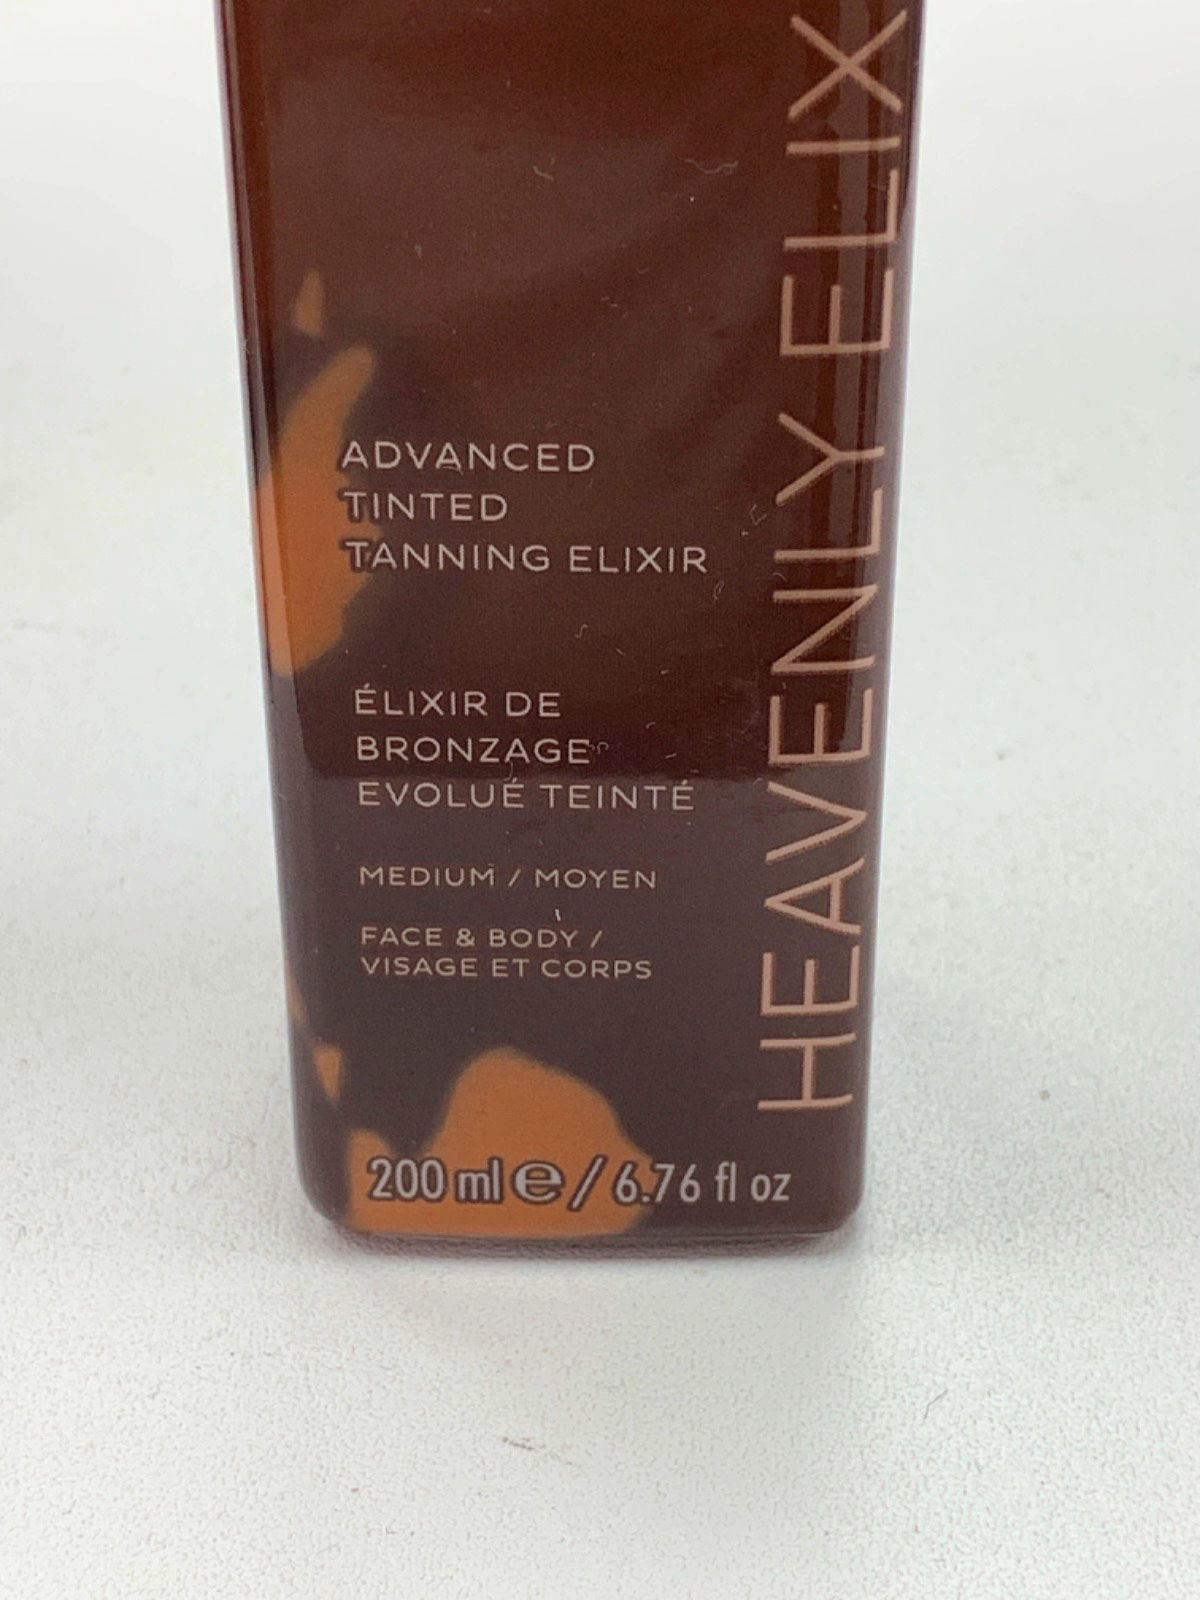 ADVANCED
TINTED
TANNING ELIXIR
ÉLIXIR DE
BRONZAGE
EVOLUÉ TEINTÉ
MEDIUM / MOYEN
FACE & BODY /
VISAGE ET CORPS
200 ml e / 6.76 fl oz
HEAVENLY ELIX